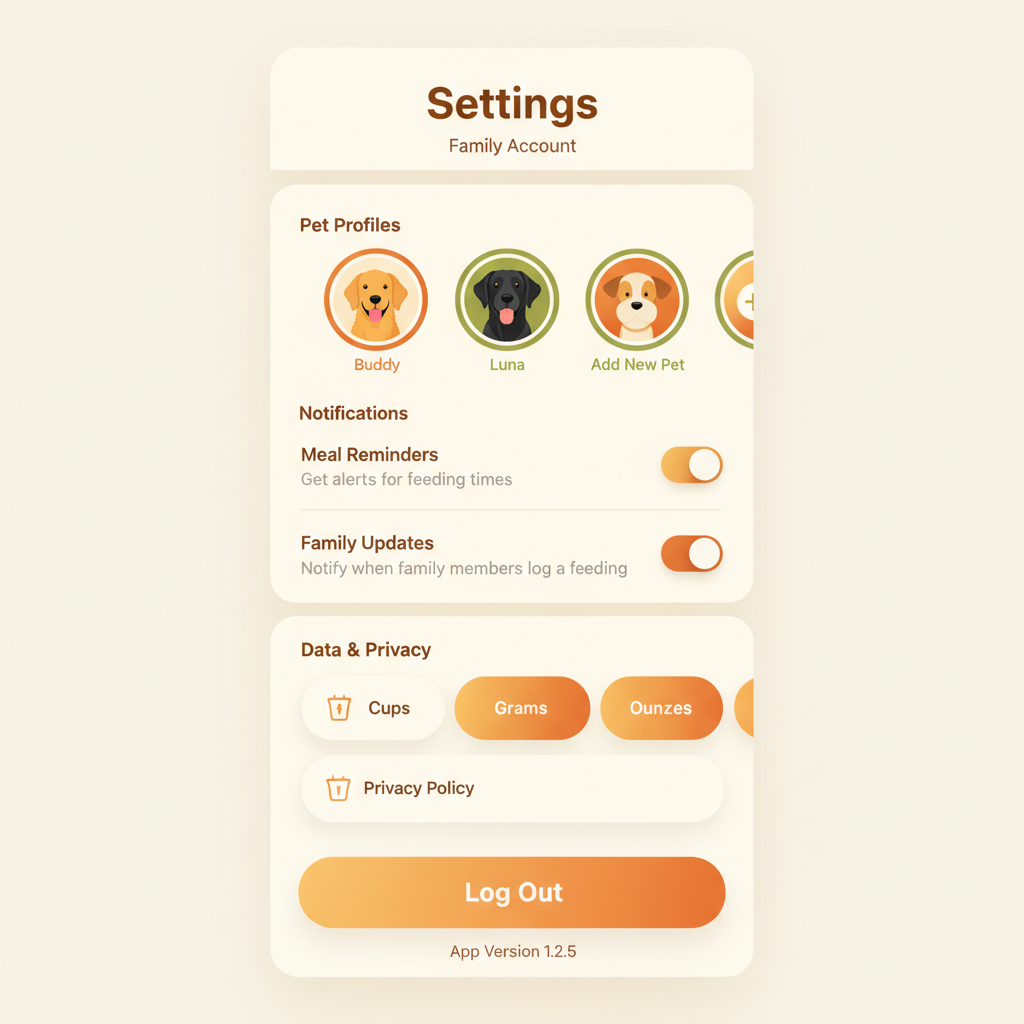 Settings
Family Account
Pet Profiles
Buddy
Luna
Add New Pet
Notifications
Meal Reminders
Get alerts for feeding times
Family Updates
Notify when family members log a feeding
Data & Privacy
Cups
Grams
Ounzes
Privacy Policy
Log Out
App Version 1.2.5